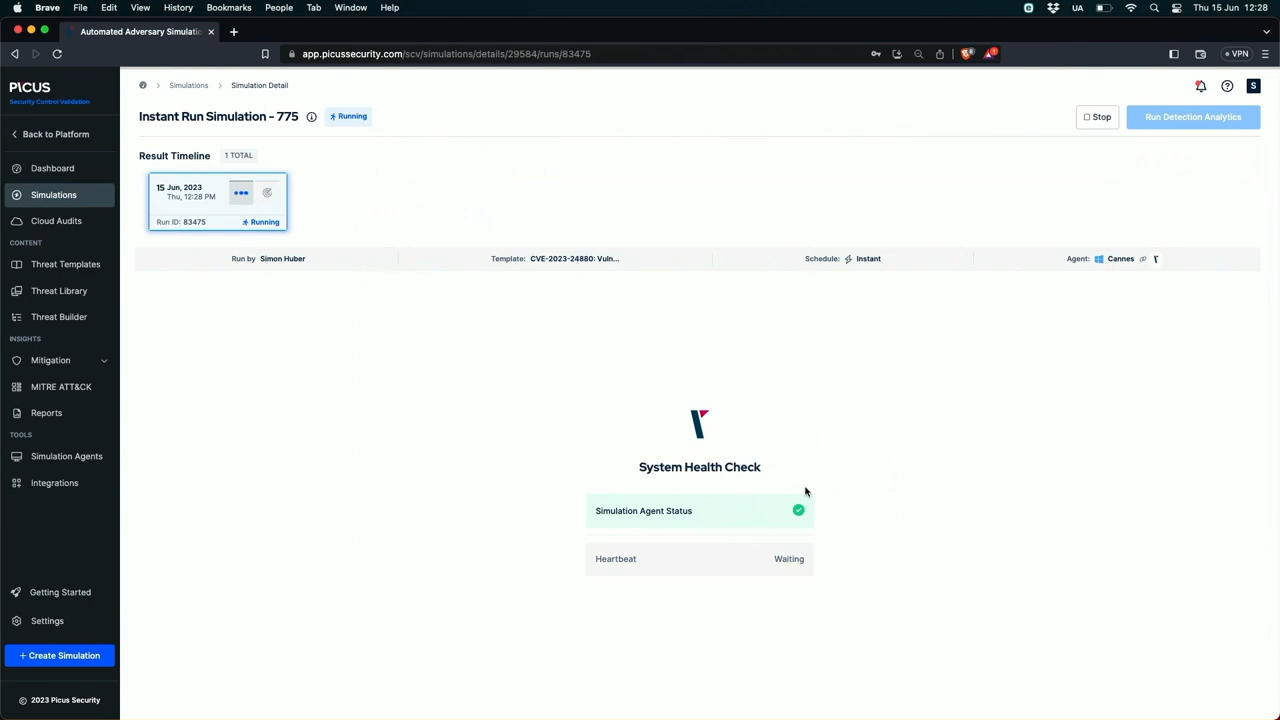 Brave File Edit View History Bookmarks People Tab Window Help UA Thu 15 Jun 12:28
Automated Adversary Simulatio
app.picussecurity.com/scv/simulations/details/29584/runs/83475 VPN
PICUS
Security Control Validation
Back to Platform
Dashboard
Simulations
Cloud Audits
CONTENT
Threat Templates
Threat Library
Threat Builder
INSIGHTS
Mitigation
MITRE ATT&CK
Reports
TOOLS
Simulation Agents
Integrations
Getting Started
Settings
+ Create Simulation
© 2023 Picus Security
Simulations > Simulation Detail
S
Instant Run Simulation - 775 Running
Stop
Run Detection Analytics
Result Timeline 1 TOTAL
15 Jun, 2023
Thu, 12:28 PM
Run ID: 83475 Running
Run by Simon Huber
Template: CVE-2023-24880: Vuln...
Schedule: Instant
Agent: Cannes
System Health Check
Simulation Agent Status
Heartbeat Waiting